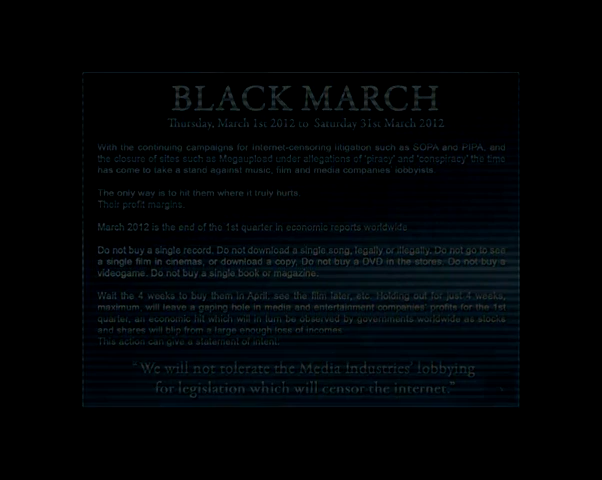 BLACK MARCH
Thursday, March 1st 2012 to Saturday 31st March 2012
With the continuing campaigns for Internet-censoring litigation such as SOPA and PIPA, and
the closure of sites such as Megaupload under allegations of 'piracy' and 'conspiracy' the time
has come to take a stand against music, film and media companies' lobbyists.
The only way is to hit them where it truly hurts.
Their profit margins.
March 2012 is the end of the 1st quarter in economic reports worldwide
Do not buy a single record. Do not download a single song, legally or illegally. Do not go to see
a single film in cinemas, or download a copy. Do not buy a DVD in the stores. Do not buy a
videogame. Do not buy a single book or magazine.
Wait the 4 weeks to buy them in April, see the film later, etc. Holding out for just 4 weeks,
maximum, will leave a gaping hole in media and entertainment companies' profits for the 1st
quarter, an economic hit which will in turn be observed by governments worldwide as stocks
and shares will blip from a large enough loss of incomes.
This action can give a statement of intent:
"We will not tolerate the Media Industries' lobbying
for legislation which will censor the internet."